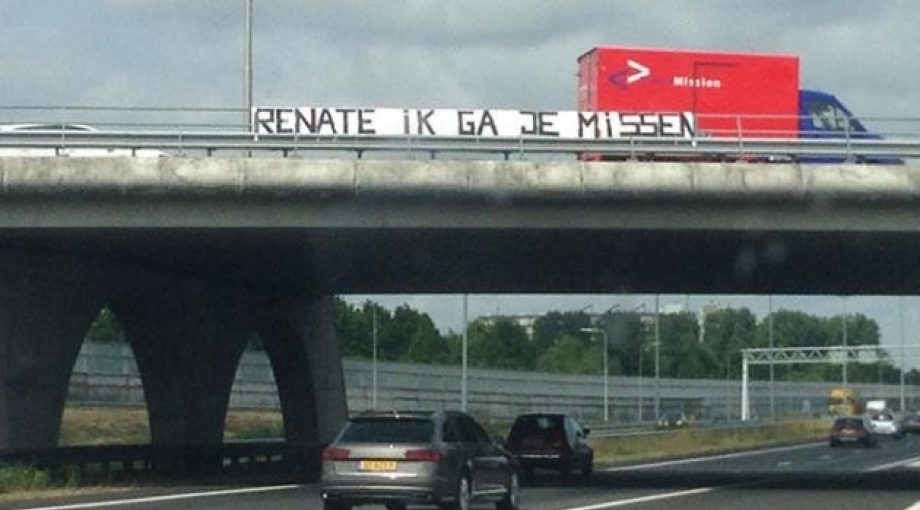 RENATE iK GA JE MiSSEN
Mission